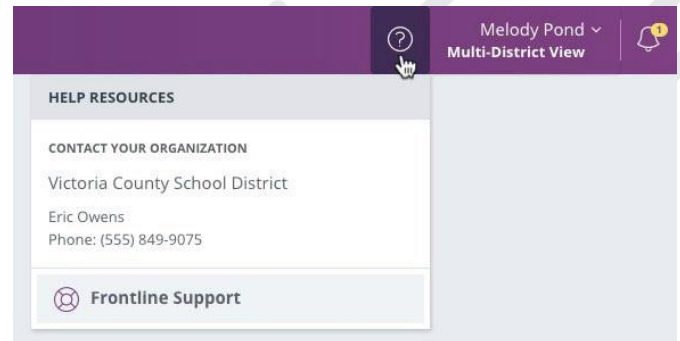 ?
Melody Pond
Multi-District View
1
HELP RESOURCES
CONTACT YOUR ORGANIZATION
Victoria County School District
Eric Owens
Phone: (555) 849-9075
Frontline Support